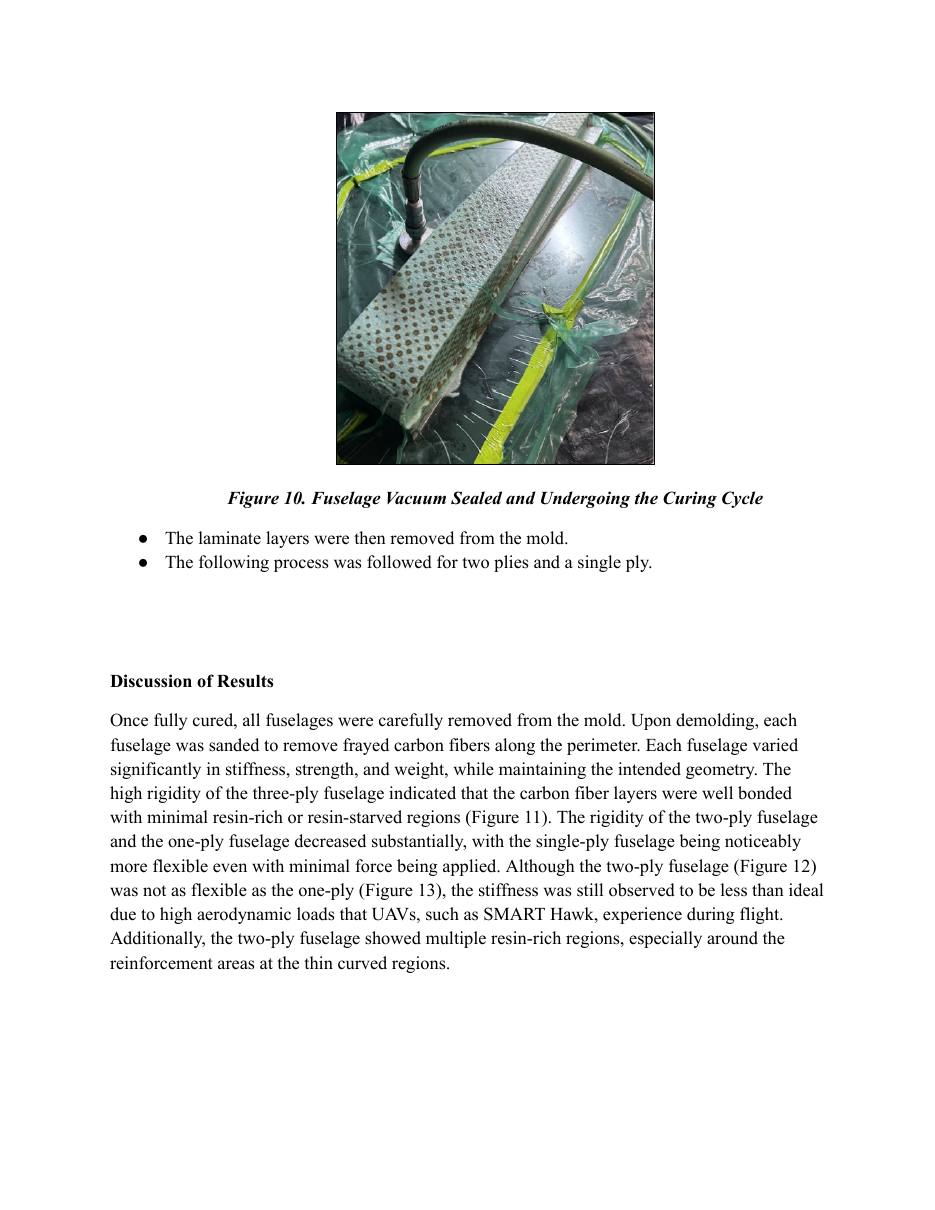 Figure 10. Fuselage Vacuum Sealed and Undergoing the Curing Cycle
● The laminate layers were then removed from the mold.
● The following process was followed for two plies and a single ply.
Discussion of Results
Once fully cured, all fuselages were carefully removed from the mold. Upon demolding, each
fuselage was sanded to remove frayed carbon fibers along the perimeter. Each fuselage varied
significantly in stiffness, strength, and weight, while maintaining the intended geometry. The
high rigidity of the three-ply fuselage indicated that the carbon fiber layers were well bonded
with minimal resin-rich or resin-starved regions (Figure 11). The rigidity of the two-ply fuselage
and the one-ply fuselage decreased substantially, with the single-ply fuselage being noticeably
more flexible even with minimal force being applied. Although the two-ply fuselage (Figure 12)
was not as flexible as the one-ply (Figure 13), the stiffness was still observed to be less than ideal
due to high aerodynamic loads that UAVs, such as SMART Hawk, experience during flight.
Additionally, the two-ply fuselage showed multiple resin-rich regions, especially around the
reinforcement areas at the thin curved regions.